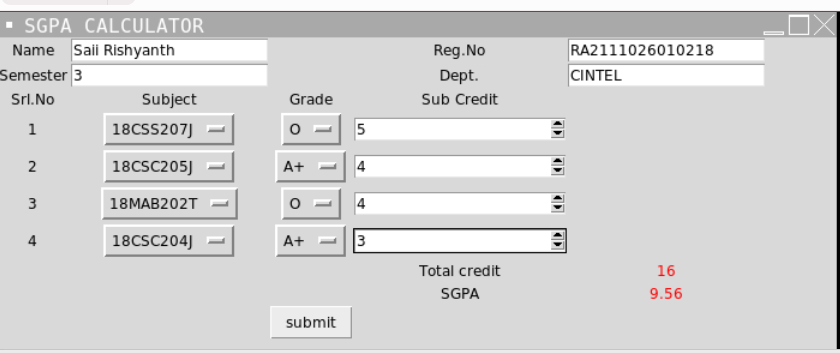 SGPA CALCULATOR
Name Saii Rishyanth Reg.No RA2111026010218
Semester 3 Dept. CINTEL
Srl.No Subject Grade Sub Credit
1 18CSS207J O 5
2 18CSC205J A+ 4
3 18MAB202T O 4
4 18CSC204J A+ 3
Total credit 16
SGPA 9.56
submit